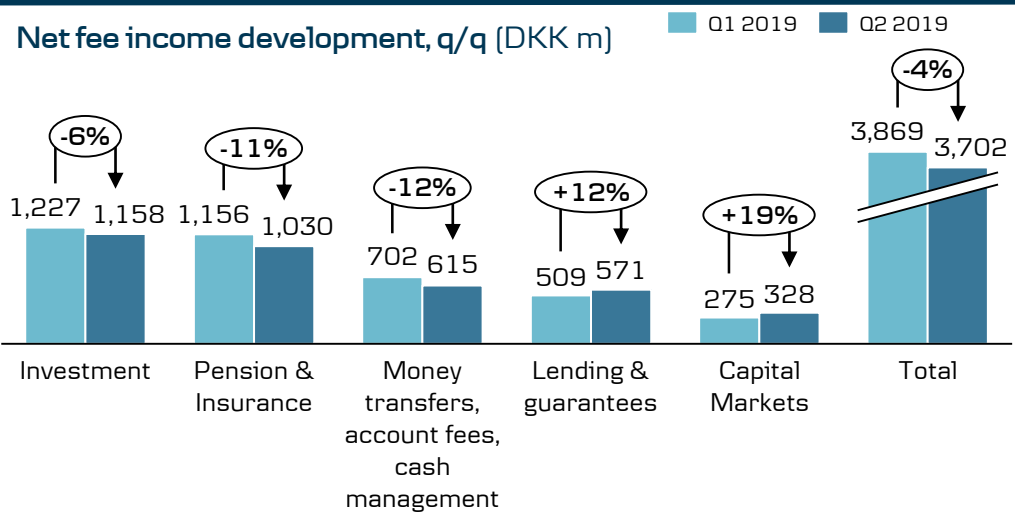 Net fee income development, q/q (DKK m)
Q1 2019 Q2 2019
-6% -11% -12% +12% +19% -4%
1,227 1,158 1,156 1,030 702 615 509 571 275 328 3,869 3,702
Investment Pension & Money Lending & Capital Total
Insurance transfers, guarantees Markets
account fees,
cash
management